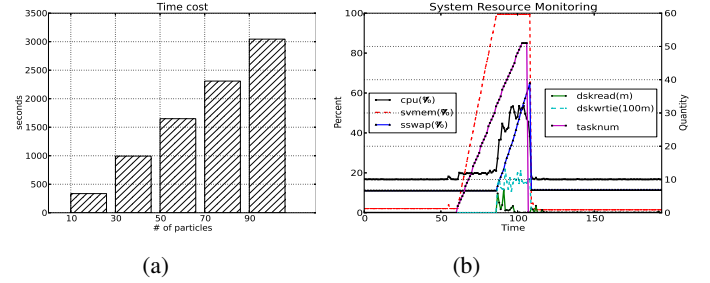 Time cost
3500
3000
2500
2000
1500
1000
500
0
seconds
10 30 50 70 90
# of particles
(a)
System Resource Monitoring
100
80
60
40
20
0
Percent
cpu(%)
svmem(%)
sswap(%)
dskread(m)
dskwrtie(100m)
tasknum
60
50
40
30
20
10
0
Quantity
0 50 100 150
Time
(b)